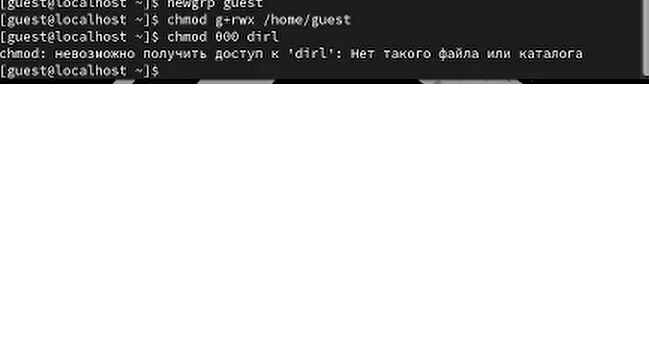 [guest@localhost ~]$ newgrp guest
[guest@localhost ~]$ chmod g+rwx /home/guest
[guest@localhost ~]$ chmod 000 dirl
chmod: невозможно получить доступ к 'dirl': Нет такого файла или каталога
[guest@localhost ~]$